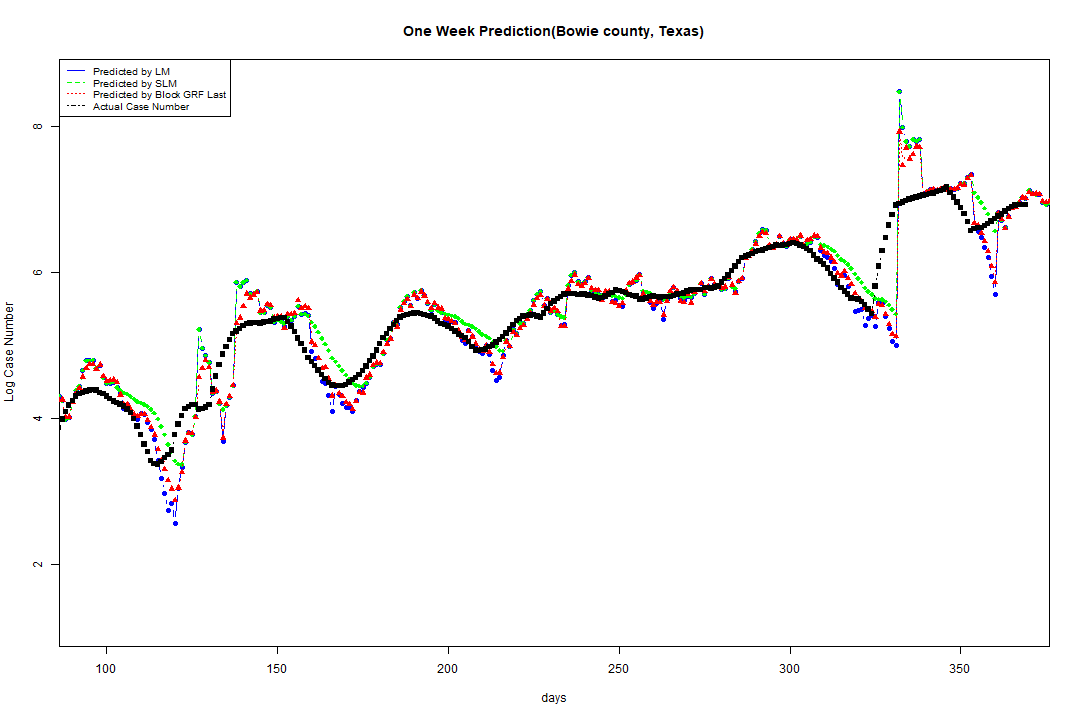 One Week Prediction(Bowie county, Texas)
Predicted by LM
Predicted by SLM
Predicted by Block GRF Last
Actual Case Number
8
6
4
2
Log Case Number
100 150 200 250 300 350
days